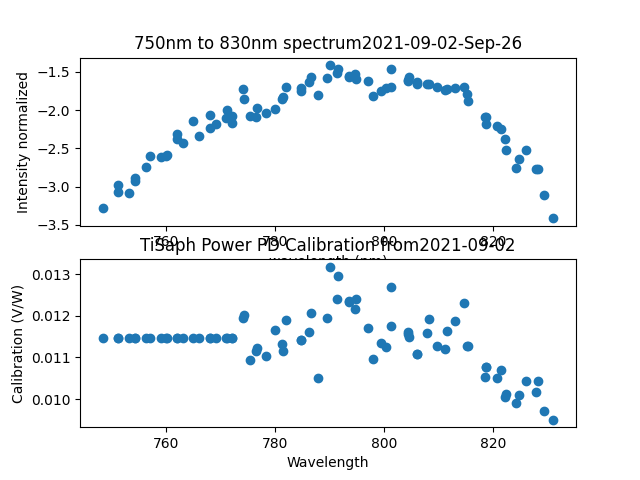 750nm to 830nm spectrum2021-09-02-Sep-26
−1.5
−2.0
−2.5
−3.0
−3.5
Intensity normalized
760 780 800 820
wavelength (nm)
TiSaph Power PD Calibration from2021-09-02
0.013
0.012
0.011
0.010
Calibration (V/W)
760 780 800 820
Wavelength